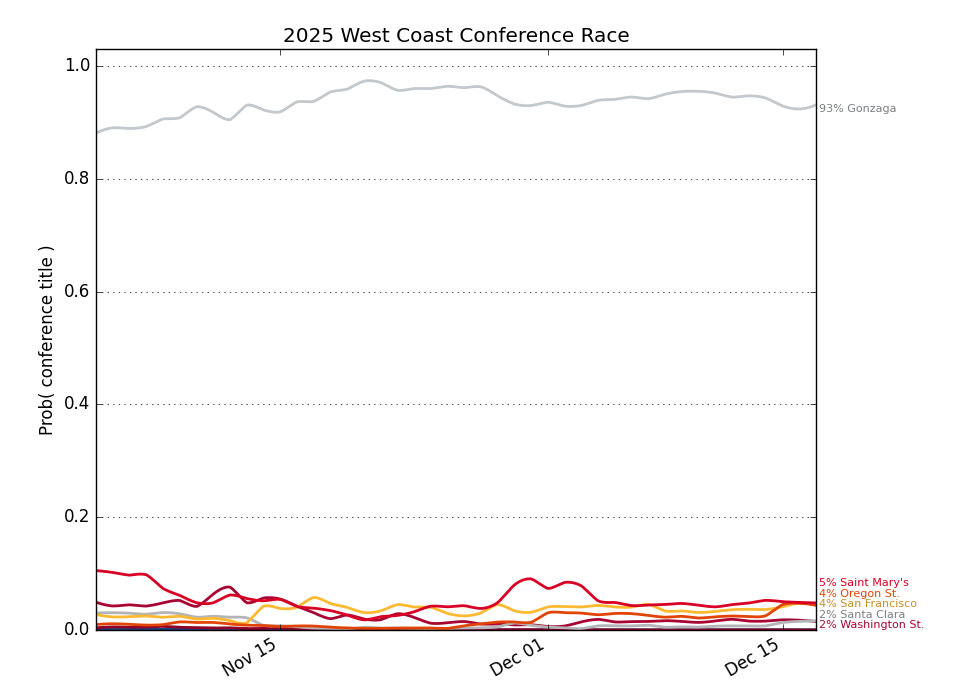 2025 West Coast Conference Race
Prob( conference title )
1.0
0.8
0.6
0.4
0.2
0.0
Nov 15
Dec 01
Dec 15
93% Gonzaga
5% Saint Mary's
4% Oregon St.
4% San Francisco
2% Santa Clara
2% Washington St.